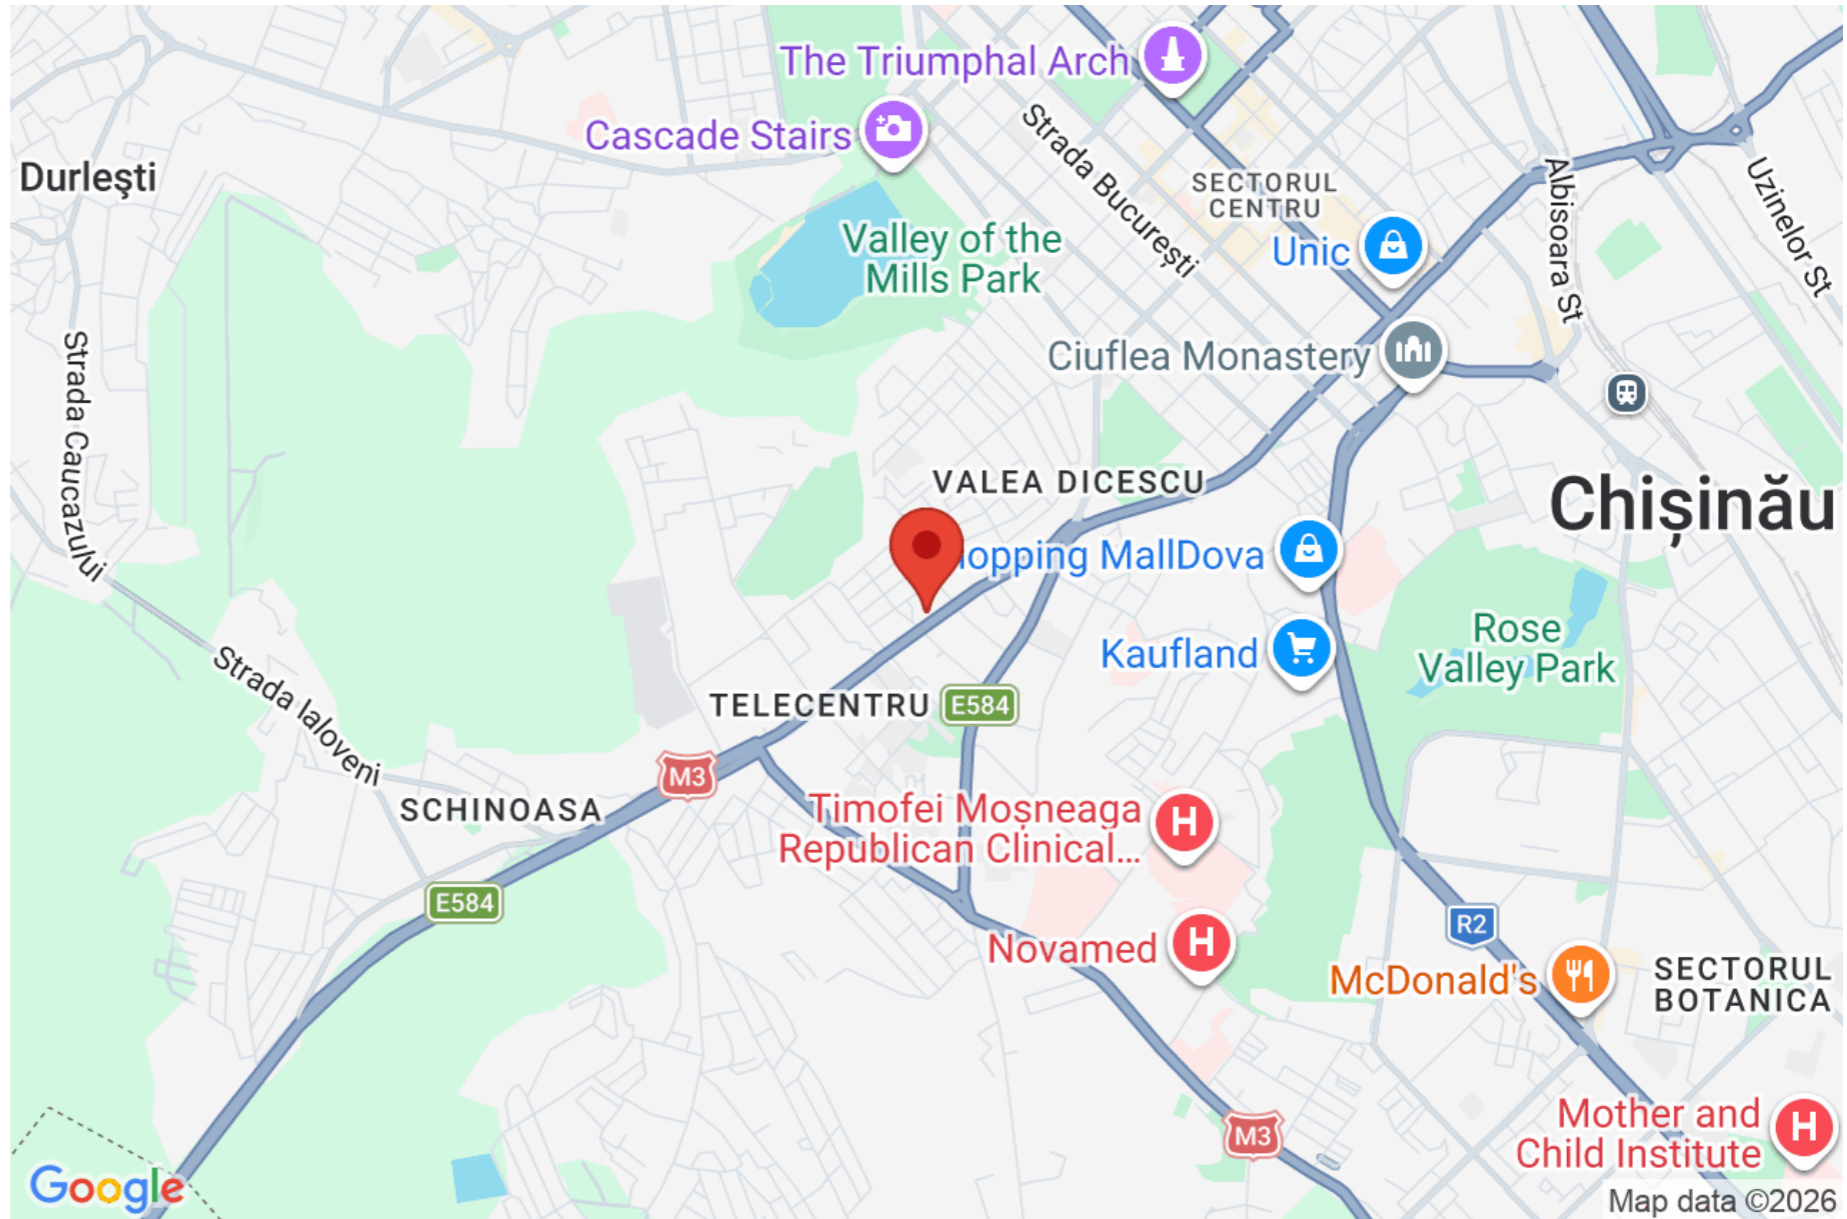 The Triumphal Arch
Cascade Stairs
Strada București
Durleşti
SECTORUL
CENTRU
Albisoara St
Uzinelor St
Valley of the
Mills Park
Unic
Strada Caucazului
Ciuflea Monastery
VALEA DICESCU
Chișinău
opping MallDova
Rose
Valley Park
Kaufland
Strada Ialoveni
TELECENTRU
E584
M3
SCHINOASA
Timofei Moșneaga
Republican Clinical...
H
E584
R2
Novamed
H
McDonald's
SECTORUL
BOTANICA
M3
Mother and
Child Institute
H
Google
Map data ©2026